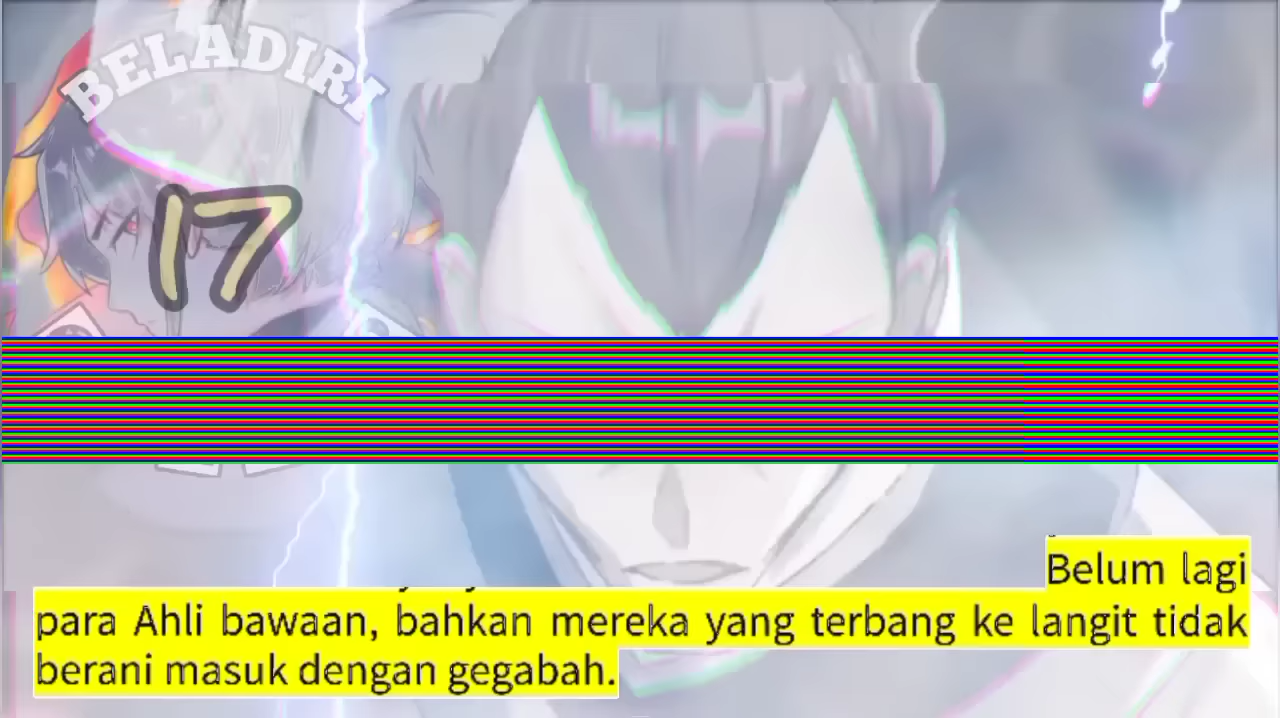 BELADIRI
17
Belum lagi
para Ahli bawaan, bahkan mereka yang terbang ke langit tidak
berani masuk dengan gegabah.